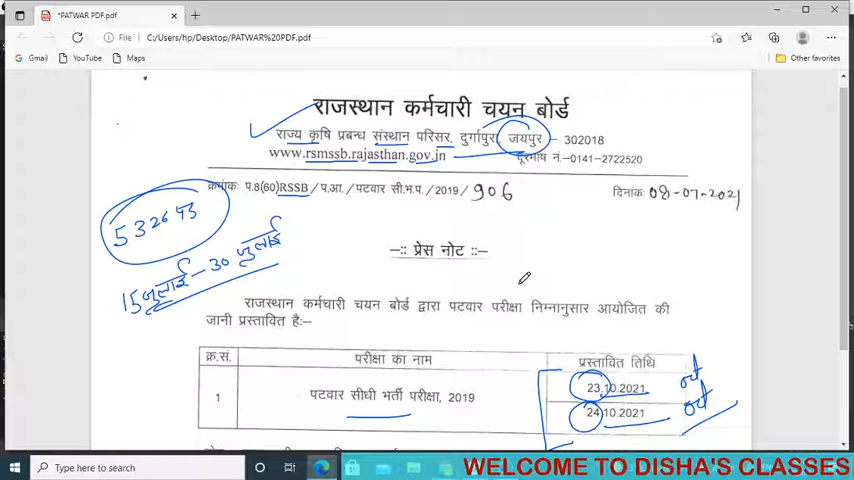 *PATWAR PDF.pdf
File
C:/Users/hp/Desktop/PATWAR%20PDF.pdf
Gmail
YouTube
Maps
Other favorites
राजस्थान कर्मचारी चयन बोर्ड
राज्य कृषि प्रबन्ध संस्थान परिसर, दुर्गापुरा, जयपुर – 302018
www.rsmssb.rajasthan.gov.in दूरभाष नं.-0141-2722520
क्रमांकः प.8(60)RSSB/प.आ./पटवार सी.भ.प./2019/906 दिनांकः 08-07-2021
532643
15 जुलाई – 30 जुलाई
-:: प्रेस नोट ::-
राजस्थान कर्मचारी चयन बोर्ड द्वारा पटवार परीक्षा निम्नानुसार आयोजित की
जानी प्रस्तावित हैः–
क्र.सं. परीक्षा का नाम प्रस्तावित तिथि
1 पटवार सीधी भर्ती परीक्षा, 2019 23.10.2021
24.10.2021
Type here to search
WELCOME TO DISHA'S CLASSES